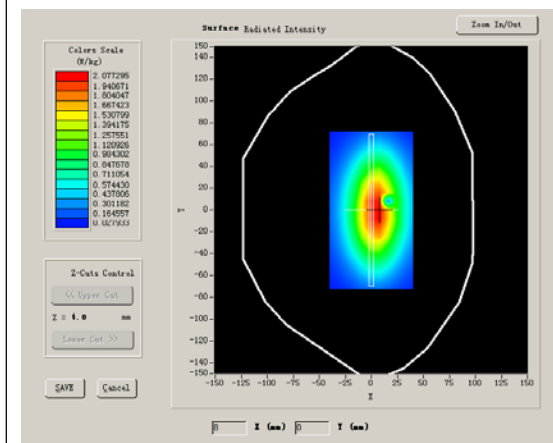 Surface Radiated Intensity
Zoom In/Out
Colors Scale
(W/kg)
2.077295
1.940671
1.804047
1.667423
1.530799
1.394175
1.257551
1.120926
0.984302
0.847678
0.711054
0.574430
0.437806
0.301182
0.164557
0.027933
150
140
120
100
80
60
40
20
0
-20
-40
-60
-80
-100
-120
-140
-150
Y
-150 -125 -100 -75 -50 -25 0 25 50 75 100 125 150
X
Z-Cuts Control
<< Upper Cut
Z = 4.0 mm
Lower Cut >>
SAVE
Cancel
8 X (mm) 0 Y (mm)